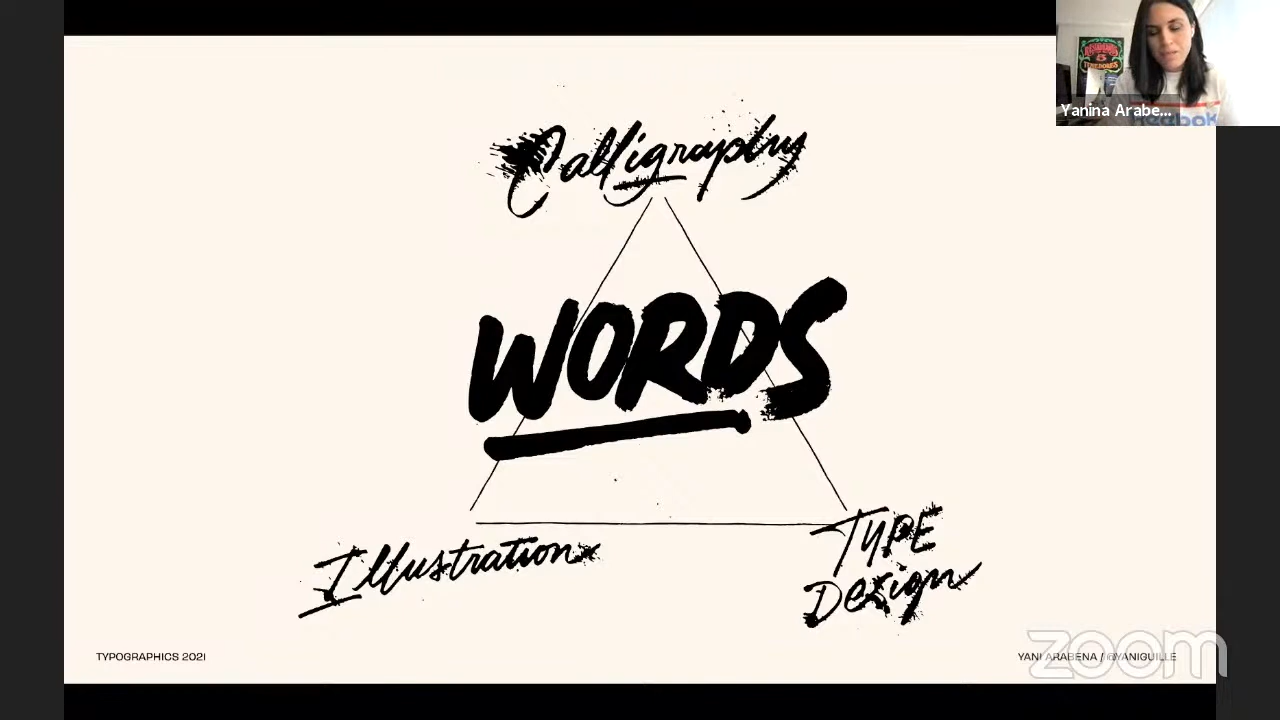 Yanina Arabe...
Calligraphy
WORDS
Illustration
TYPE
Design
TYPOGRAPHICS 2021
YANI ARABENA / @YANIGUILLE
zoom